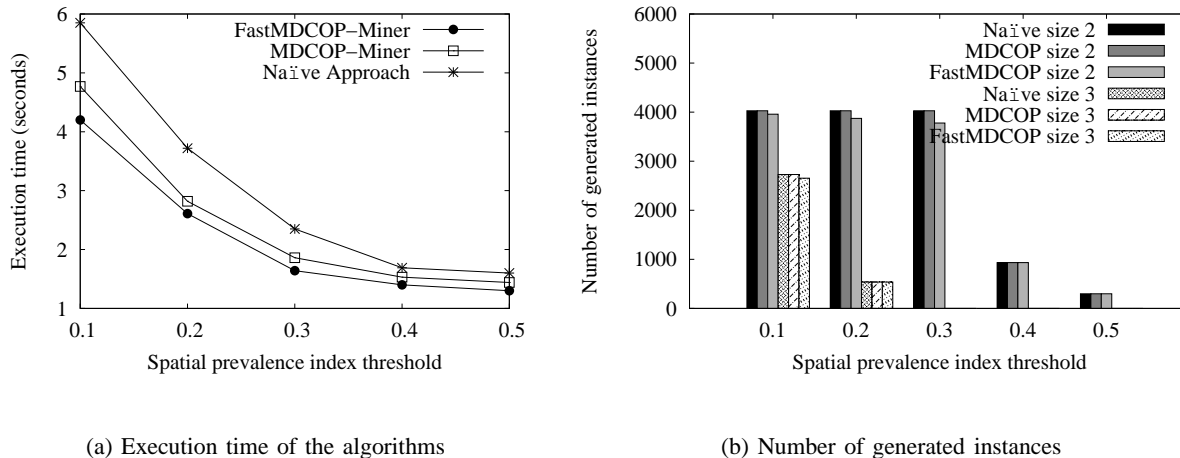 6
5
4
3
2
1
0.1 0.2 0.3 0.4 0.5
Execution time (seconds)
Spatial prevalence index threshold
FastMDCOP−Miner
MDCOP−Miner
Naïve Approach
(a) Execution time of the algorithms
6000
5000
4000
3000
2000
1000
0
0.1 0.2 0.3 0.4 0.5
Number of generated instances
Spatial prevalence index threshold
Naïve size 2
MDCOP size 2
FastMDCOP size 2
Naïve size 3
MDCOP size 3
FastMDCOP size 3
(b) Number of generated instances